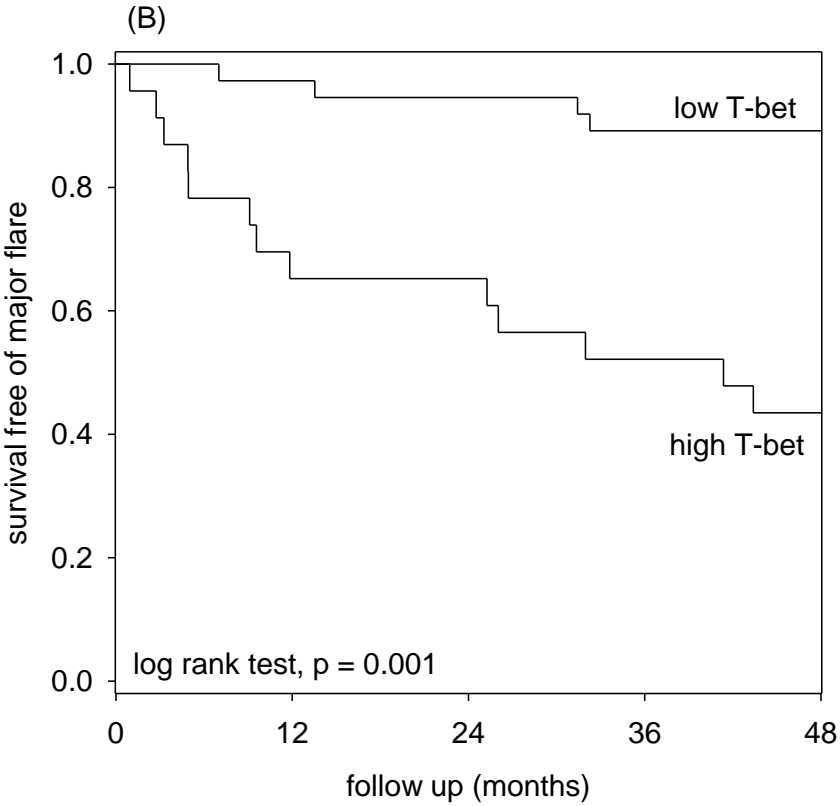 (B)
survival free of major flare
1.0
0.8
0.6
0.4
0.2
0.0
low T-bet
high T-bet
log rank test, p = 0.001
0 12 24 36 48
follow up (months)